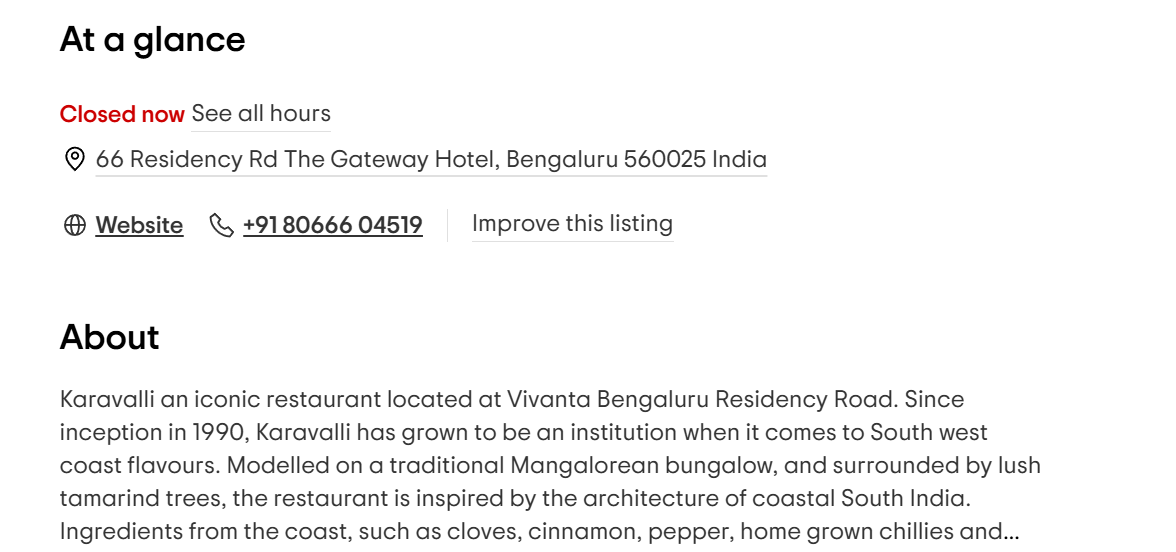 At a glance
Closed now See all hours
66 Residency Rd The Gateway Hotel, Bengaluru 560025 India
Website +91 80666 04519 Improve this listing
About
Karavalli an iconic restaurant located at Vivanta Bengaluru Residency Road. Since
inception in 1990, Karavalli has grown to be an institution when it comes to South west
coast flavours. Modelled on a traditional Mangalorean bungalow, and surrounded by lush
tamarind trees, the restaurant is inspired by the architecture of coastal South India.
Ingredients from the coast, such as cloves, cinnamon, pepper, home grown chillies and...